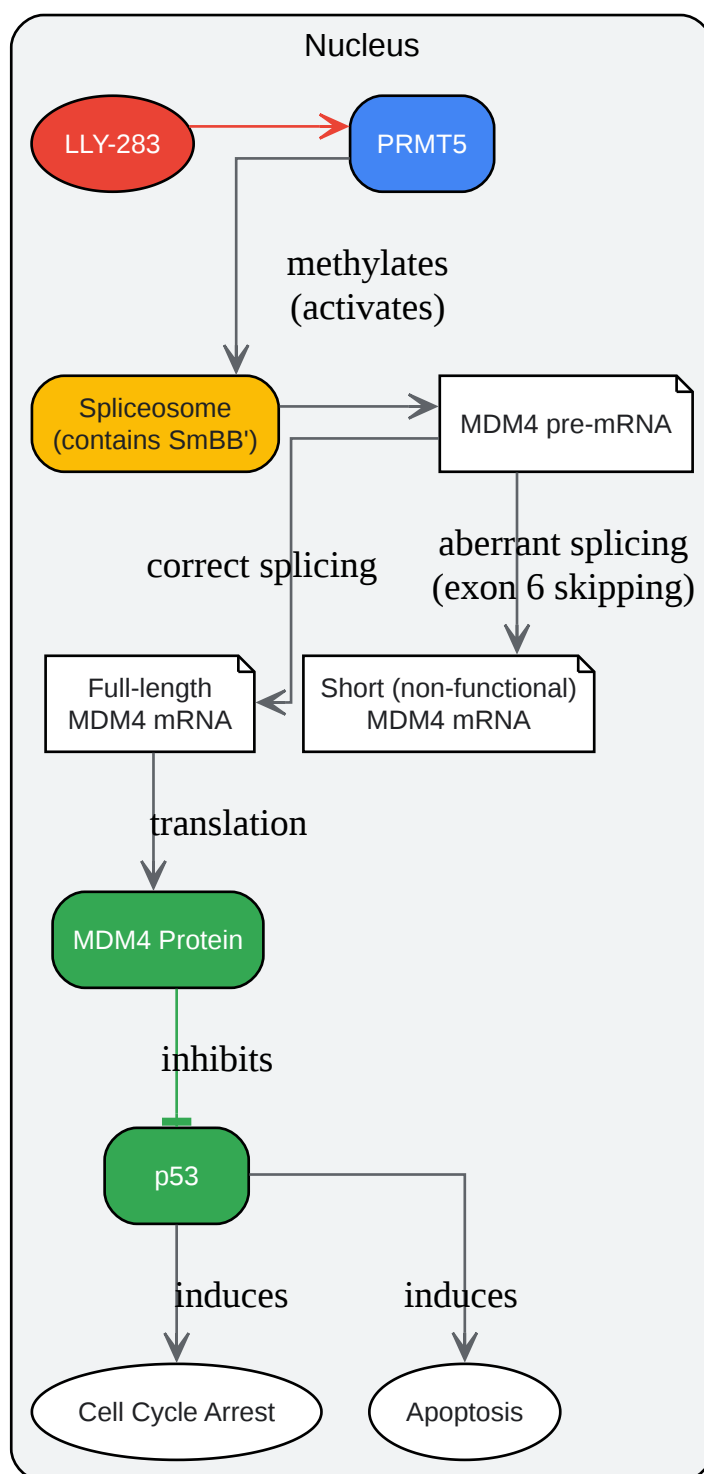 Nucleus
LLY-283
PRMT5
methylates
(activates)
Spliceosome
(contains SmBB')
MDM4 pre-mRNA
correct splicing
aberrant splicing
(exon 6 skipping)
Full-length
MDM4 mRNA
Short (non-functional)
MDM4 mRNA
translation
MDM4 Protein
inhibits
p53
induces
induces
Cell Cycle Arrest
Apoptosis